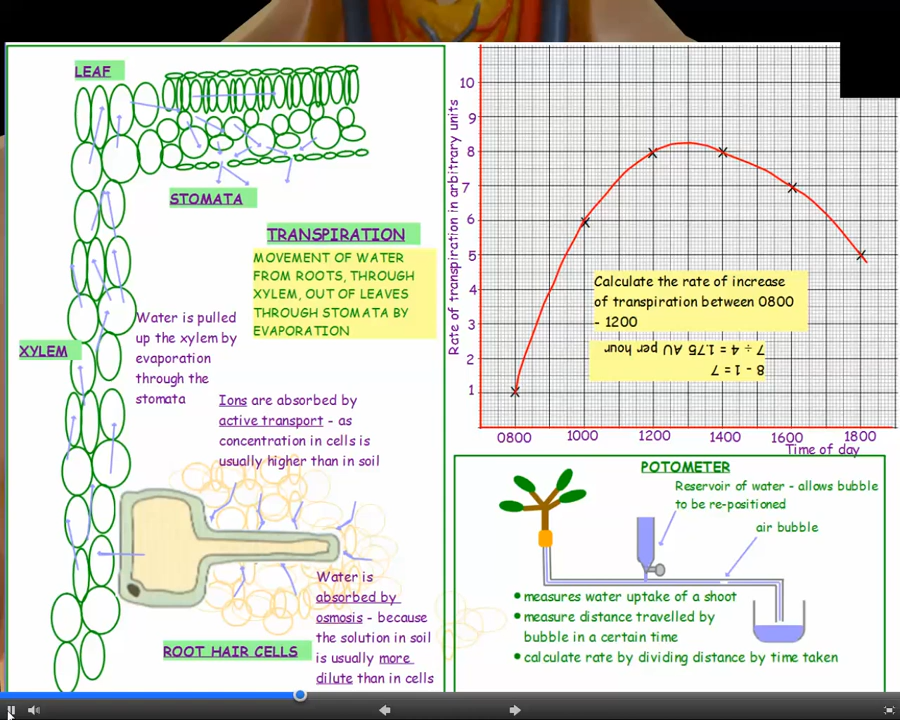 LEAF
STOMATA
TRANSPIRATION
MOVEMENT OF WATER
FROM ROOTS, THROUGH
XYLEM, OUT OF LEAVES
THROUGH STOMATA BY
EVAPORATION
Water is pulled
up the xylem by
evaporation
through the
stomata
XYLEM
Ions are absorbed by
active transport - as
concentration in cells is
usually higher than in soil
Water is
absorbed by
osmosis - because
the solution in soil
is usually more
dilute than in cells
ROOT HAIR CELLS
Rate of transpiration in arbitrary units
10
9
8
7
6
5
4
3
2
1
0800 1000 1200 1400 1600 1800
Time of day
Calculate the rate of increase
of transpiration between 0800
- 1200
8 - 1 = 7
7 ÷ 4 = 1.75 AU per hour
POTOMETER
Reservoir of water - allows bubble
to be re-positioned
air bubble
• measures water uptake of a shoot
• measure distance travelled by
bubble in a certain time
• calculate rate by dividing distance by time taken